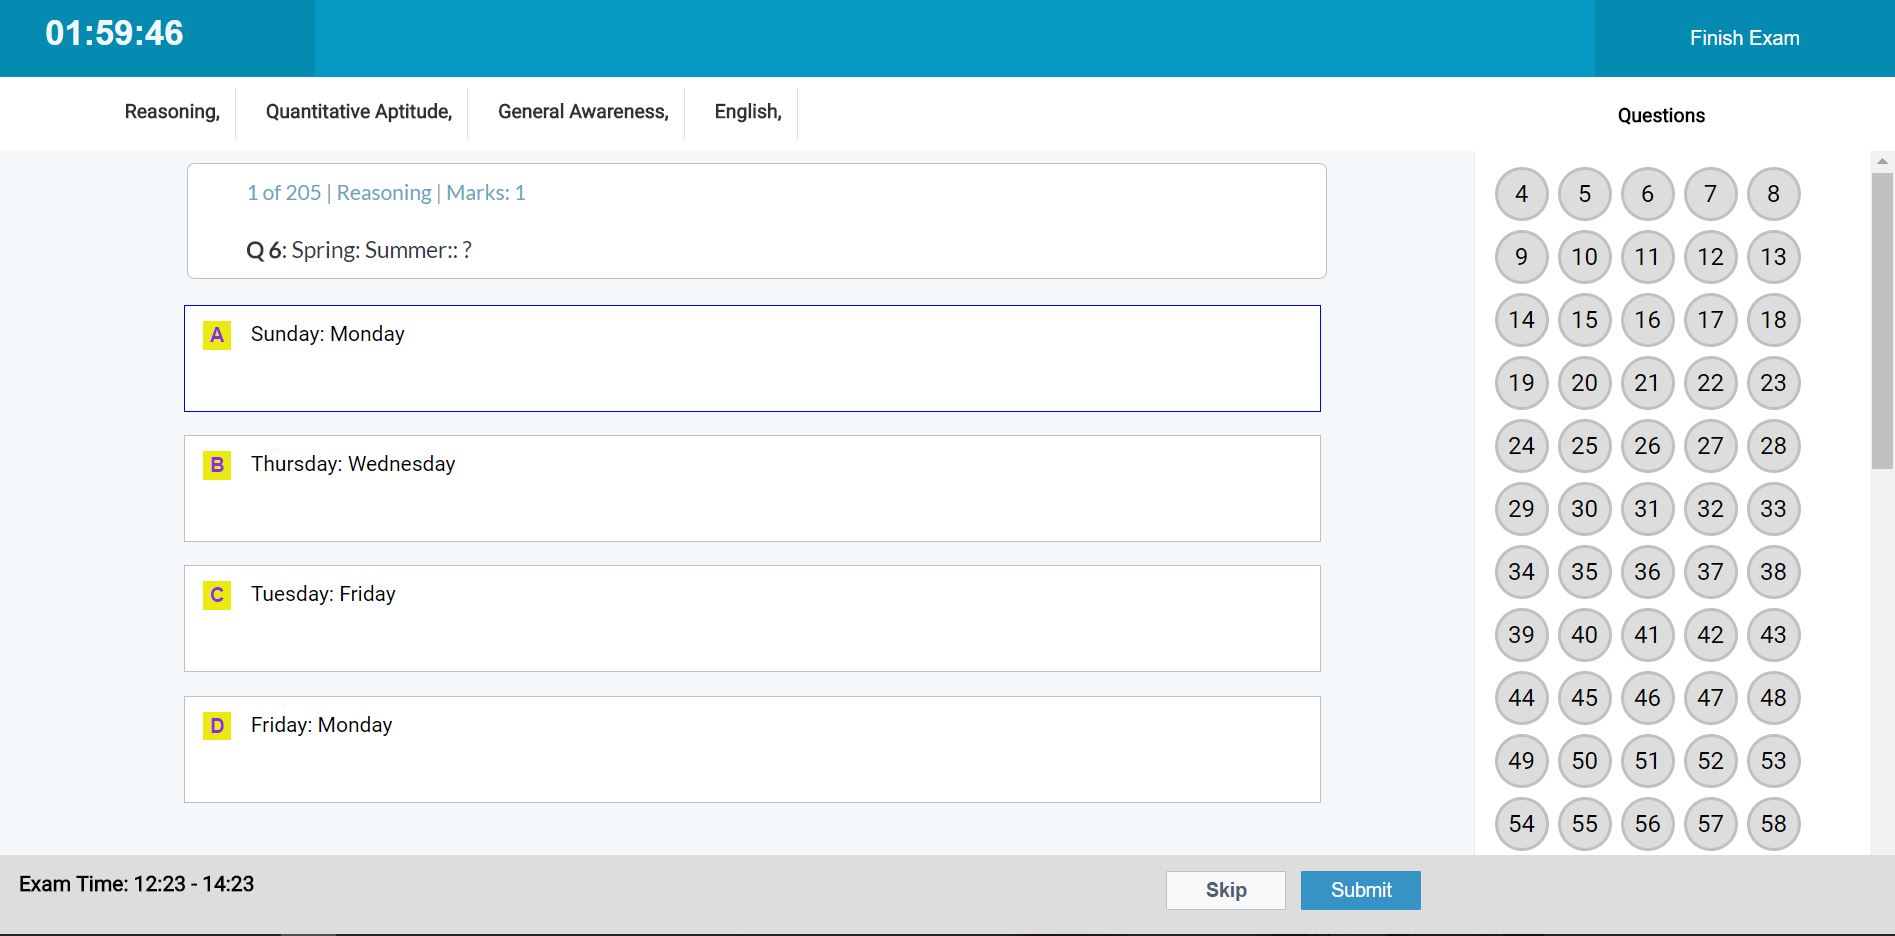 01:59:46
Finish Exam
Reasoning,
Quantitative Aptitude,
General Awareness,
English,
Questions
1 of 205 | Reasoning | Marks: 1
Q 6: Spring: Summer:: ?
A Sunday: Monday
B Thursday: Wednesday
C Tuesday: Friday
D Friday: Monday
4 5 6 7 8
9 10 11 12 13
14 15 16 17 18
19 20 21 22 23
24 25 26 27 28
29 30 31 32 33
34 35 36 37 38
39 40 41 42 43
44 45 46 47 48
49 50 51 52 53
54 55 56 57 58
Exam Time: 12:23 - 14:23
Skip
Submit